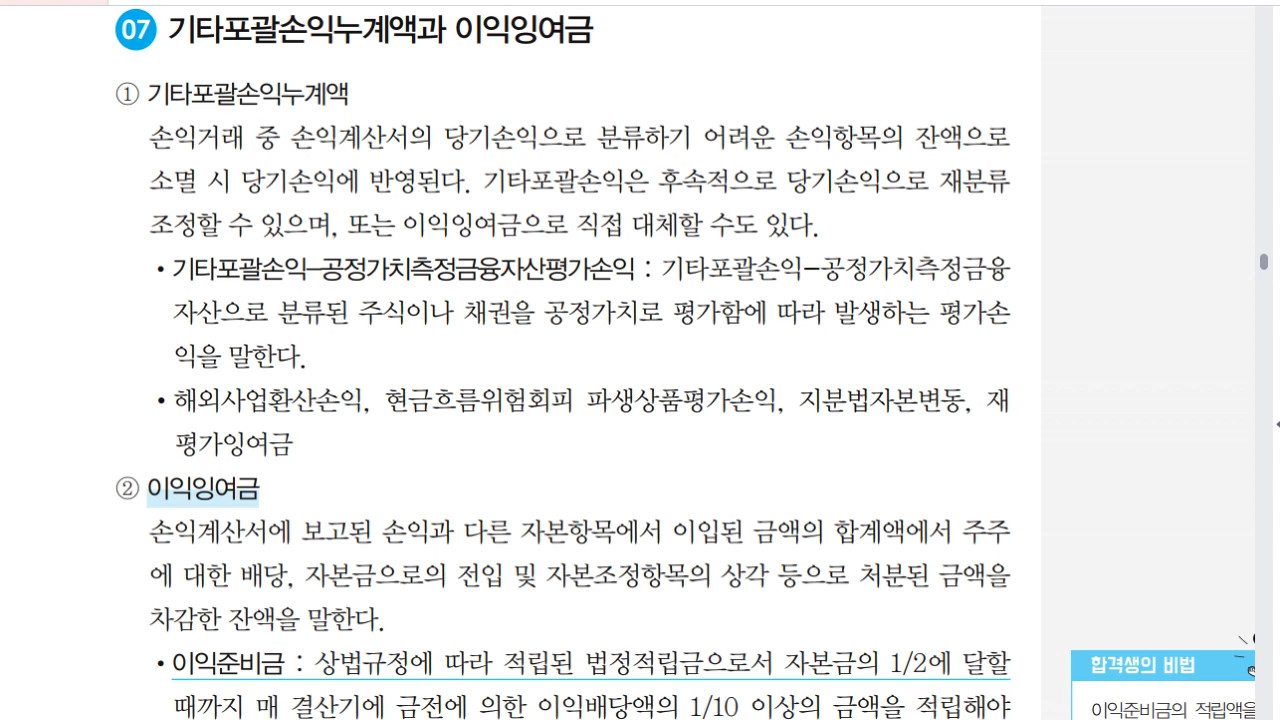 07 기타포괄손익누계액과 이익잉여금
① 기타포괄손익누계액
손익거래 중 손익계산서의 당기손익으로 분류하기 어려운 손익항목의 잔액으로
소멸 시 당기손익에 반영된다. 기타포괄손익은 후속적으로 당기손익으로 재분류
조정할 수 있으며, 또는 이익잉여금으로 직접 대체할 수도 있다.
• 기타포괄손익–공정가치측정금융자산평가손익 : 기타포괄손익–공정가치측정금융
자산으로 분류된 주식이나 채권을 공정가치로 평가함에 따라 발생하는 평가손
익을 말한다.
• 해외사업환산손익, 현금흐름위험회피 파생상품평가손익, 지분법자본변동, 재
평가잉여금
② 이익잉여금
손익계산서에 보고된 손익과 다른 자본항목에서 이입된 금액의 합계액에서 주주
에 대한 배당, 자본금으로의 전입 및 자본조정항목의 상각 등으로 처분된 금액을
차감한 잔액을 말한다.
• 이익준비금 : 상법규정에 따라 적립된 법정적립금으로서 자본금의 1/2에 달할
때까지 매 결산기에 금전에 의한 이익배당액의 1/10 이상의 금액을 적립해야
합격생의 비법
이익준비금의 적립액을